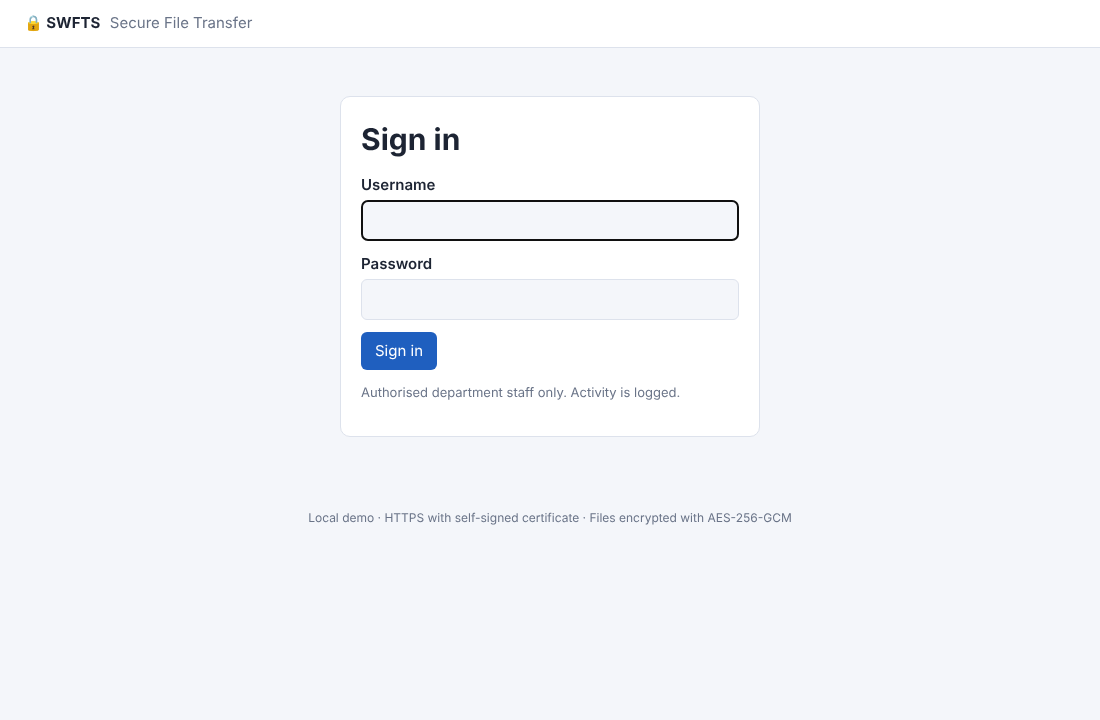 🔒 SWFTS Secure File Transfer
Sign in
Username
Password
Sign in
Authorised department staff only. Activity is logged.
Local demo · HTTPS with self-signed certificate · Files encrypted with AES-256-GCM